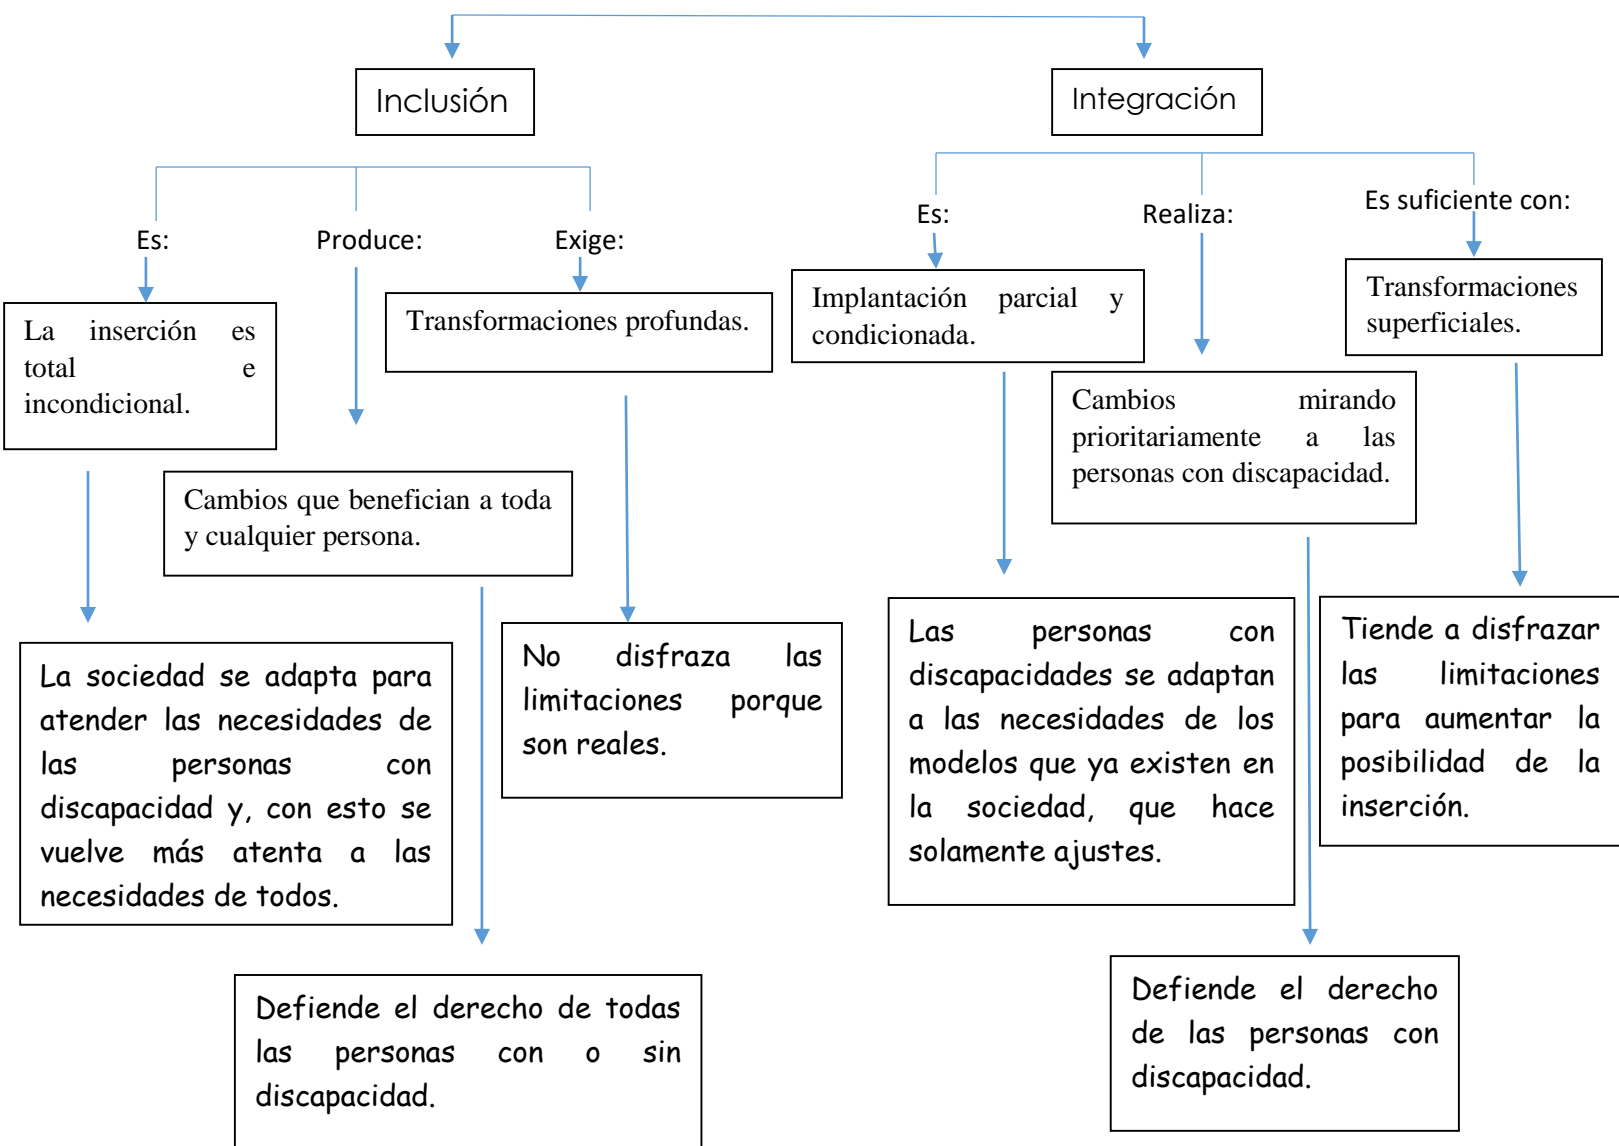 Inclusión
Integración
Es:
Produce:
Exige:
La inserción es
total e
incondicional.
Transformaciones profundas.
Cambios que benefician a toda
y cualquier persona.
La sociedad se adapta para
atender las necesidades de
las personas con
discapacidad y, con esto se
vuelve más atenta a las
necesidades de todos.
No disfraza las
limitaciones porque
son reales.
Defiende el derecho de todas
las personas con o sin
discapacidad.
Es:
Realiza:
Es suficiente con:
Implantación parcial y
condicionada.
Transformaciones
superficiales.
Cambios mirando
prioritariamente a las
personas con discapacidad.
Las personas con
discapacidades se adaptan
a las necesidades de los
modelos que ya existen en
la sociedad, que hace
solamente ajustes.
Tiende a disfrazar
las limitaciones
para aumentar la
posibilidad de la
inserción.
Defiende el derecho
de las personas con
discapacidad.